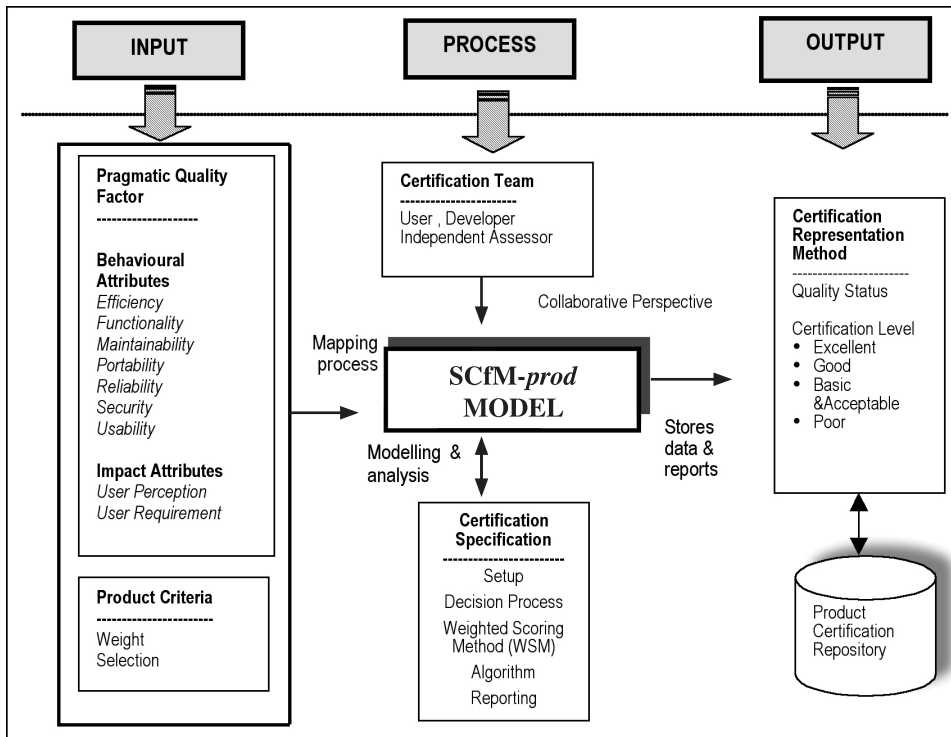 INPUT
PROCESS
OUTPUT
Pragmatic Quality
Factor
--------------------
Behavioural
Attributes
Efficiency
Functionality
Maintainability
Portability
Reliability
Security
Usability
Impact Attributes
User Perception
User Requirement
Product Criteria
-----------------------
Weight
Selection
Certification Team
-----------------------
User , Developer
Independent Assessor
Collaborative Perspective
Mapping
process
SCfM-prod
MODEL
Modelling &
analysis
Stores
data &
reports
Certification
Specification
-----------------------
Setup
Decision Process
Weighted Scoring
Method (WSM)
Algorithm
Reporting
Certification
Representation
Method
------------------------
Quality Status
Certification Level
• Excellent
• Good
• Basic
&Acceptable
• Poor
Product
Certification
Repository